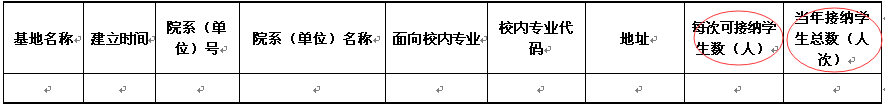 基地名称
建立时间
院系（单
位）号
院系（单位）名称
面向校内专业
校内专业代
码
地址
每次可接纳学
生数（人）
当年接纳学
生总数（人
次）